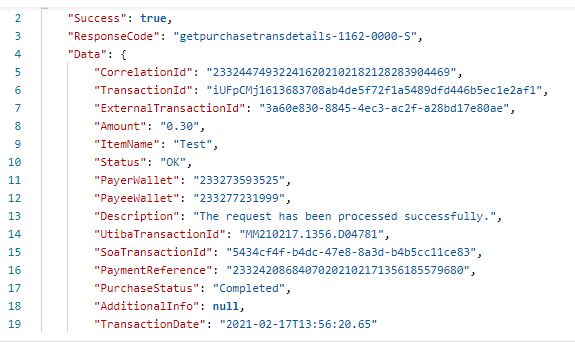 2 "Success": true,
3 "ResponseCode": "getpurchasetransdetails-1162-0000-S",
4 "Data": {
5 "CorrelationId": "23324474932241620210218212828390​4469",
6 "TransactionId": "iUFpCMj1613683708ab4de5f72f1a5489dfd446b5ec1e2af1",
7 "ExternalTransactionId": "3a60e830-8845-4ec3-ac2f-a28bd17e80ae",
8 "Amount": "0.30",
9 "ItemName": "Test",
10 "Status": "OK",
11 "PayerWallet": "233273593525",
12 "PayeeWallet": "233277231999",
13 "Description": "The request has been processed successfully.",
14 "UtibaTransactionId": "MM210217.1356.D04781",
15 "SoaTransactionId": "5434cf4f-b4dc-47e8-8a3d-b4b5cc11ce83",
16 "PaymentReference": "23324208684070202102171356185579680",
17 "PurchaseStatus": "Completed",
18 "AdditionalInfo": null,
19 "TransactionDate": "2021-02-17T13:56:20.65"